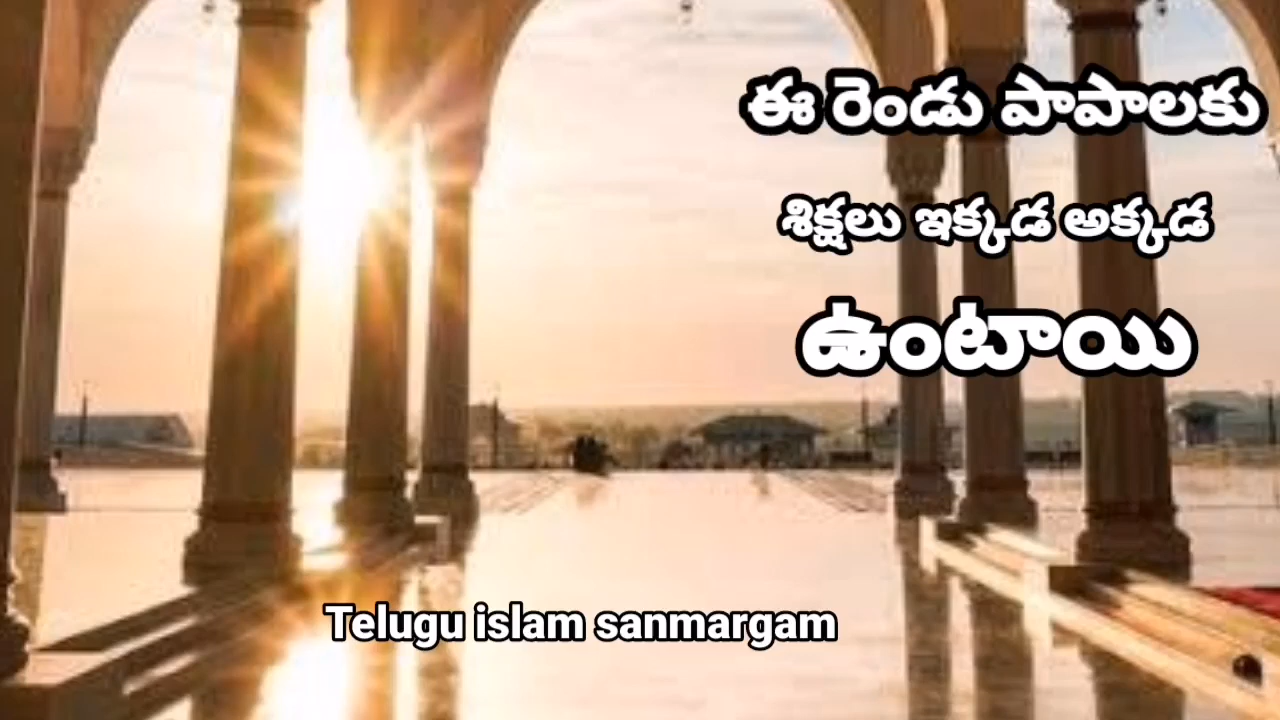 ఈ రెండు పాపాలకు
శిక్షలు ఇక్కడ అక్కడ
ఉంటాయి
Telugu islam sanmargam